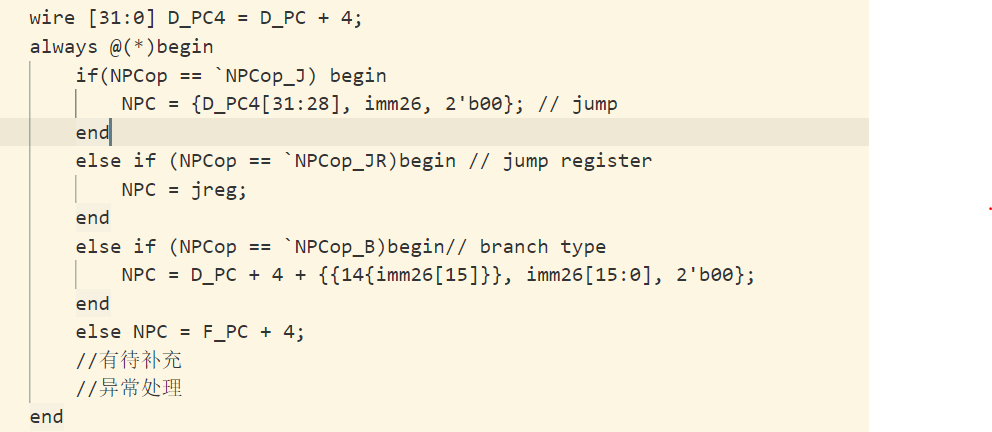 wire [31:0] D_PC4 = D_PC + 4;
always @(*)begin
if(NPCop == `NPCop_J) begin
NPC = {D_PC4[31:28], imm26, 2'b00}; // jump
end
else if (NPCop == `NPCop_JR)begin // jump register
NPC = jreg;
end
else if (NPCop == `NPCop_B)begin// branch type
NPC = D_PC + 4 + {{14{imm26[15]}}, imm26[15:0], 2'b00};
end
else NPC = F_PC + 4;
//有待补充
//异常处理
end